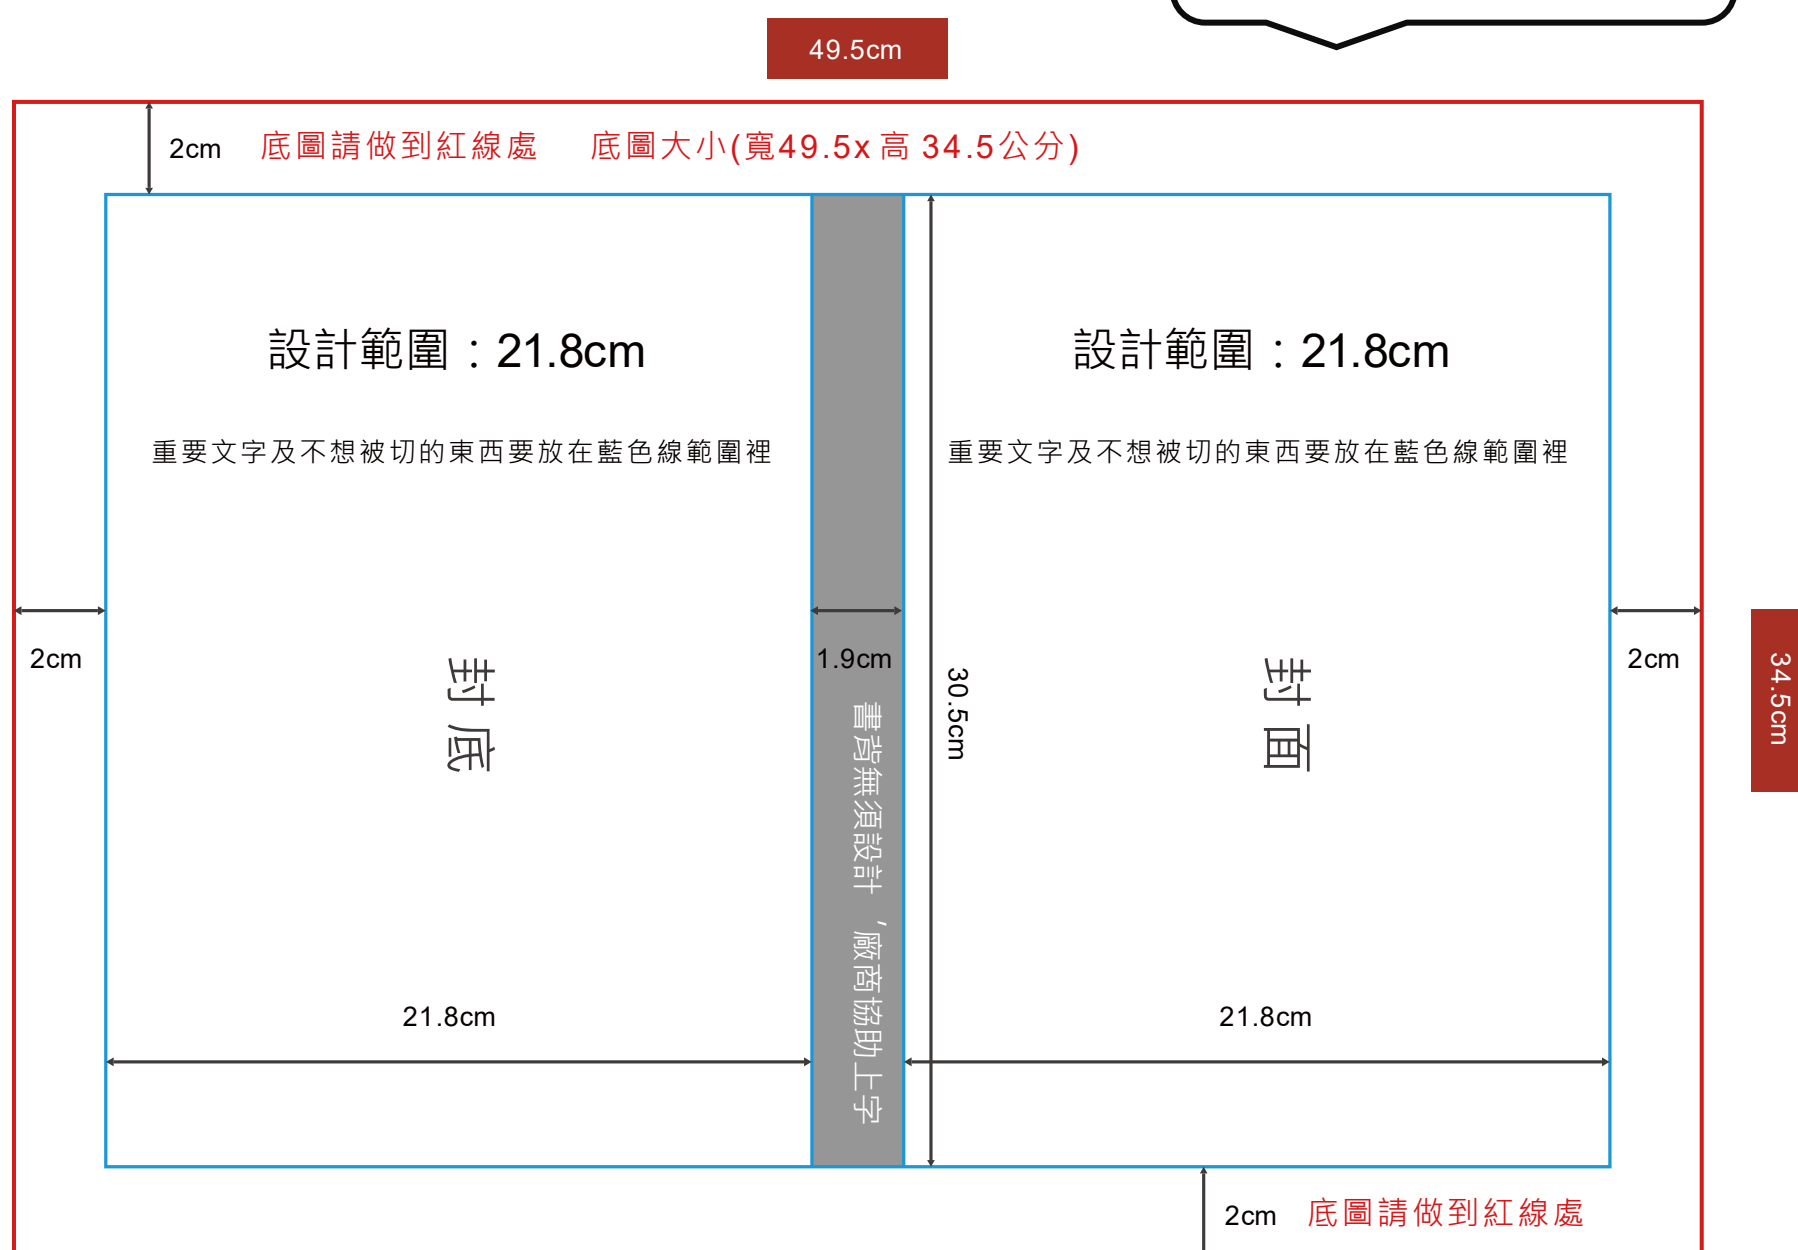 49.5cm
2cm 底圖請做到紅線處 底圖大小(寬49.5x 高 34.5公分)
設計範圍：21.8cm
重要文字及不想被切的東西要放在藍色線範圍裡
設計範圍：21.8cm
重要文字及不想被切的東西要放在藍色線範圍裡
2cm
封底
1.9cm
書背無須設計，廠商協助上字
30.5cm
封面
2cm
34.5cm
21.8cm
21.8cm
2cm 底圖請做到紅線處